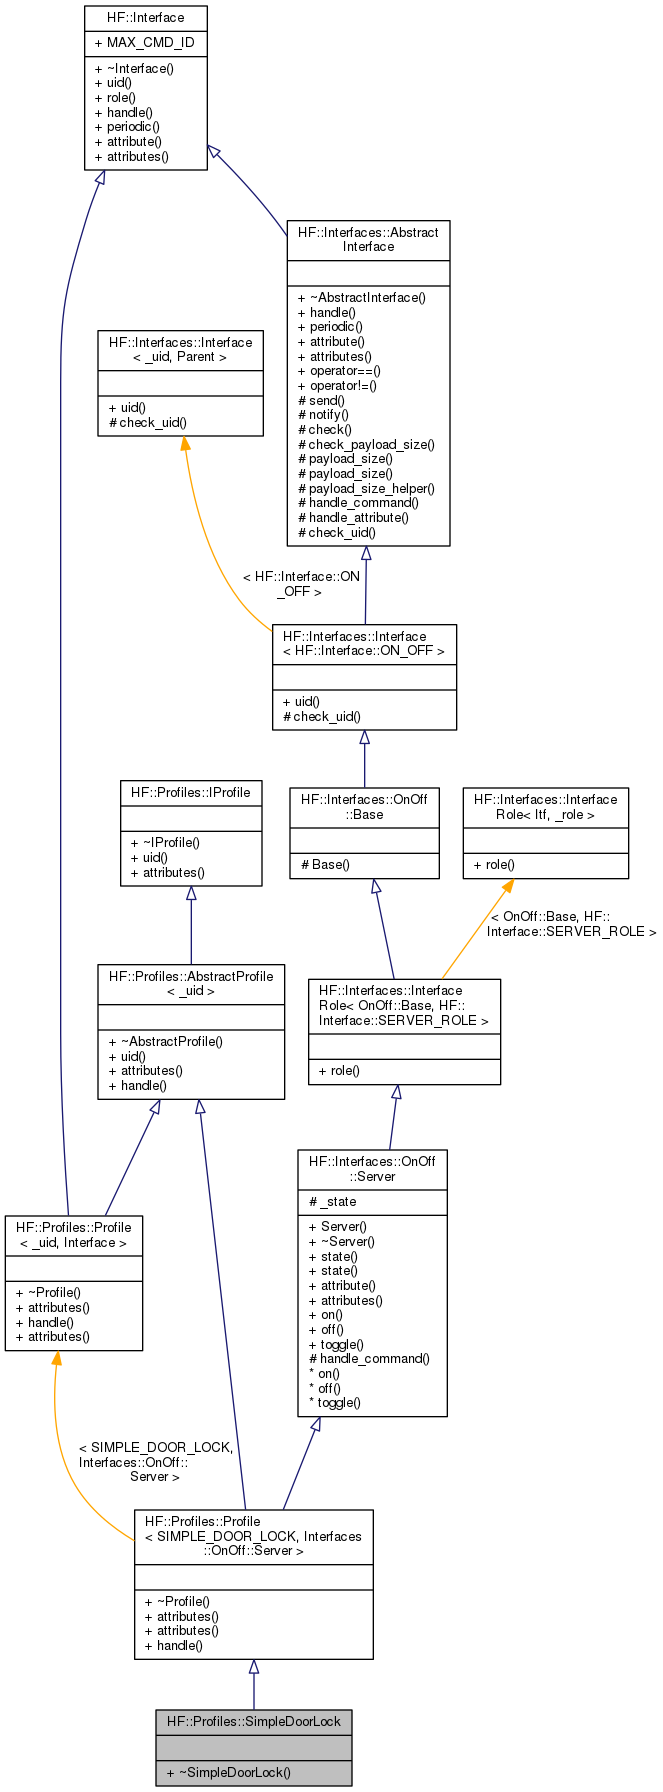 HF::Interface
+ MAX_CMD_ID
+ ~Interface()
+ uid()
+ role()
+ handle()
+ periodic()
+ attribute()
+ attributes()
HF::Interfaces::Abstract
Interface
+ ~AbstractInterface()
+ handle()
+ periodic()
+ attribute()
+ attributes()
+ operator==()
+ operator!=()
# send()
# notify()
# check()
# check_payload_size()
# payload_size()
# payload_size()
# payload_size_helper()
# handle_command()
# handle_attribute()
# check_uid()
HF::Interfaces::Interface
< _uid, Parent >
+ uid()
# check_uid()
< HF::Interface::ON
_OFF >
HF::Interfaces::Interface
< HF::Interface::ON_OFF >
+ uid()
# check_uid()
HF::Profiles::IProfile
+ ~IProfile()
+ uid()
+ attributes()
HF::Interfaces::OnOff
::Base
# Base()
HF::Interfaces::Interface
Role< Itf, _role >
+ role()
< OnOff::Base, HF::
Interface::SERVER_ROLE >
HF::Profiles::AbstractProfile
< _uid >
+ ~AbstractProfile()
+ uid()
+ attributes()
+ handle()
HF::Interfaces::Interface
Role< OnOff::Base, HF::
Interface::SERVER_ROLE >
+ role()
HF::Interfaces::OnOff
::Server
# _state
+ Server()
+ ~Server()
+ state()
+ state()
+ attribute()
+ attributes()
+ on()
+ off()
+ toggle()
# handle_command()
* on()
* off()
* toggle()
HF::Profiles::Profile
< _uid, Interface >
+ ~Profile()
+ attributes()
+ handle()
+ attributes()
< SIMPLE_DOOR_LOCK,
Interfaces::OnOff::
Server >
HF::Profiles::Profile
< SIMPLE_DOOR_LOCK, Interfaces
::OnOff::Server >
+ ~Profile()
+ attributes()
+ attributes()
+ handle()
HF::Profiles::SimpleDoorLock
+ ~SimpleDoorLock()